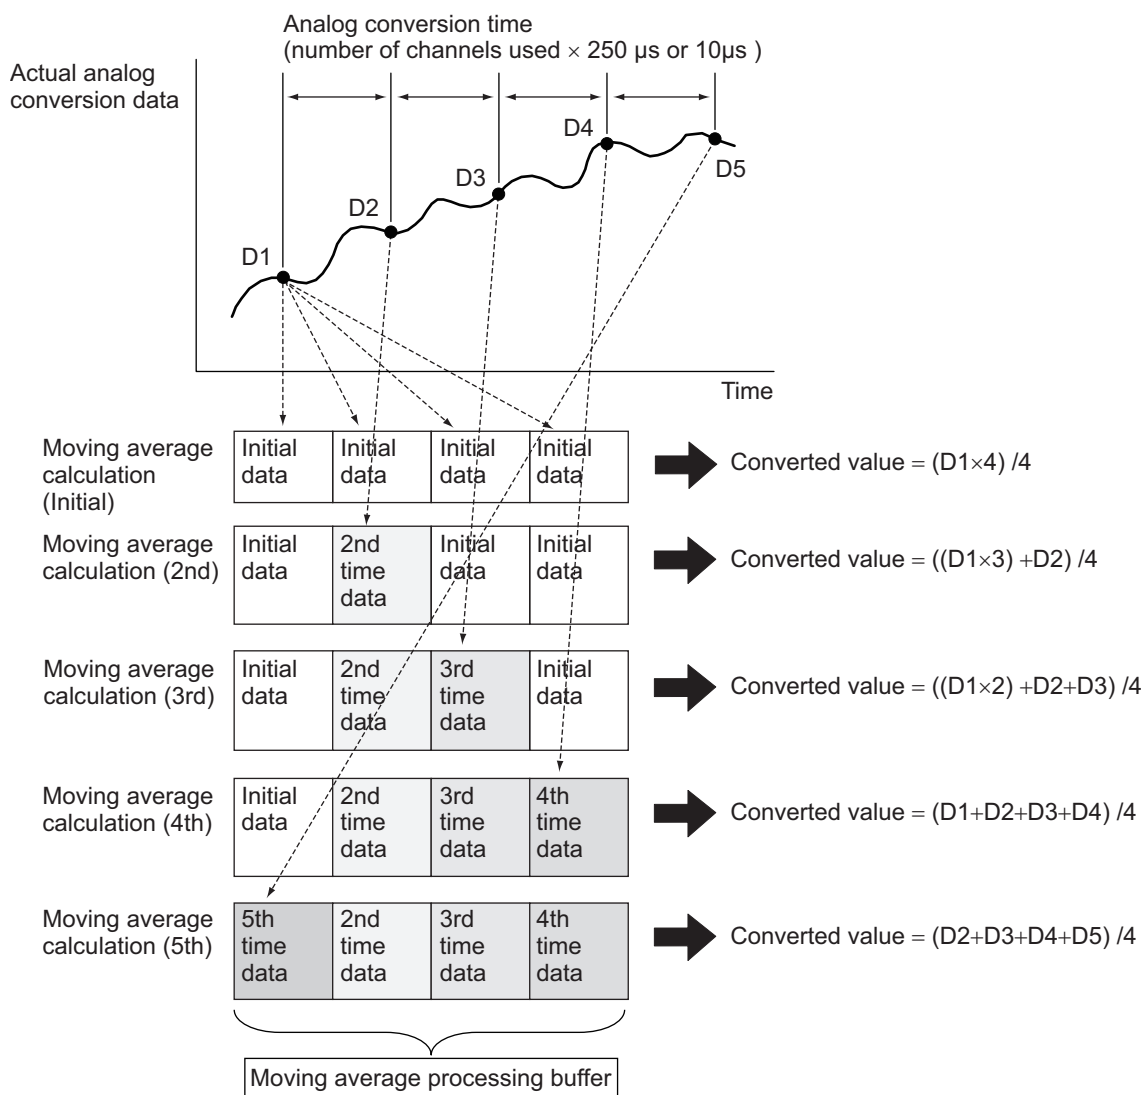 Analog conversion time
(number of channels used × 250 µs or 10µs )
Actual analog
conversion data
D1
D2
D3
D4
D5
Time
Moving average
calculation
(Initial)
Initial
data
Initial
data
Initial
data
Initial
data
Converted value = (D1×4) /4
Moving average
calculation (2nd)
Initial
data
2nd
time
data
Initial
data
Initial
data
Converted value = ((D1×3) +D2) /4
Moving average
calculation (3rd)
Initial
data
2nd
time
data
3rd
time
data
Initial
data
Converted value = ((D1×2) +D2+D3) /4
Moving average
calculation (4th)
Initial
data
2nd
time
data
3rd
time
data
4th
time
data
Converted value = (D1+D2+D3+D4) /4
Moving average
calculation (5th)
5th
time
data
2nd
time
data
3rd
time
data
4th
time
data
Converted value = (D2+D3+D4+D5) /4
Moving average processing buffer